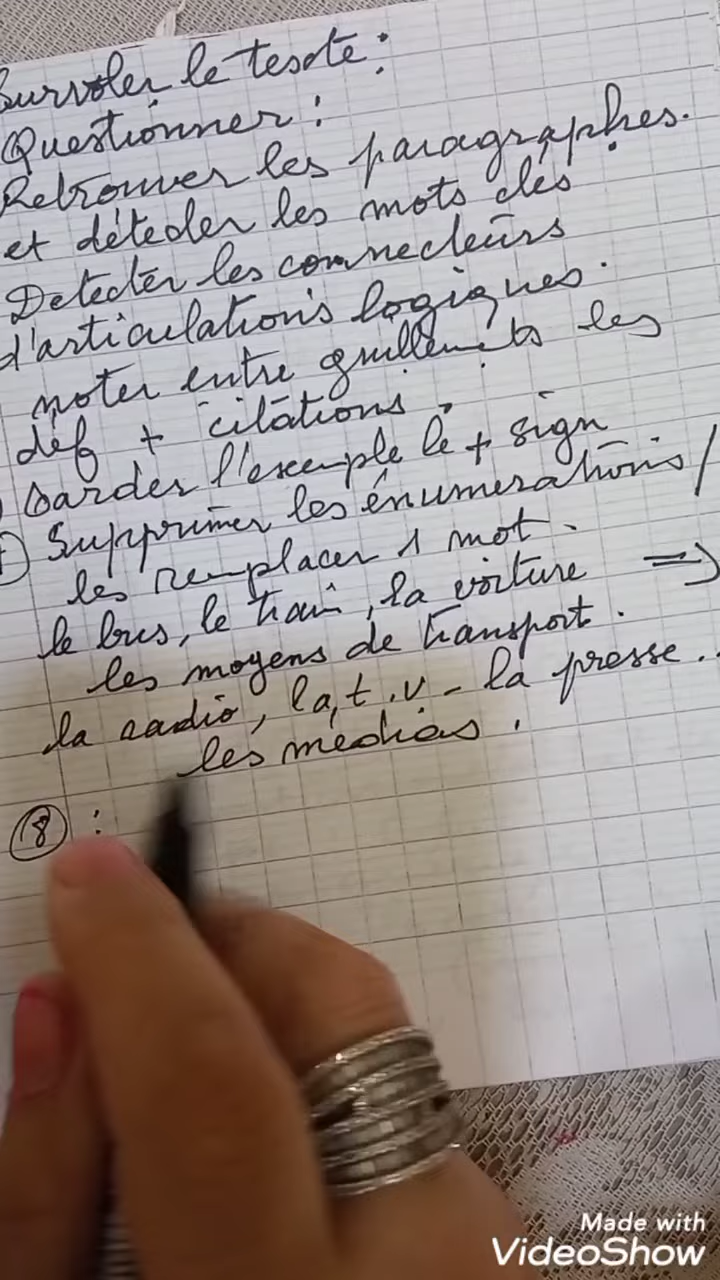 Survoler le texte :
Questionner :
Retrouver les paragraphes.
et détecter les mots clés .
Detecter les connecteurs
d'articulations logiques.
noter entre guillemets les
def + citations .
Garder l'exemple le + sign
Supprimer les énumerations /
les remplacer 1 mot .
le bus, le train, la voiture =>
les moyens de transport .
la radio, la t.v - la presse ..
les médias .
8 :
Made with
VideoShow